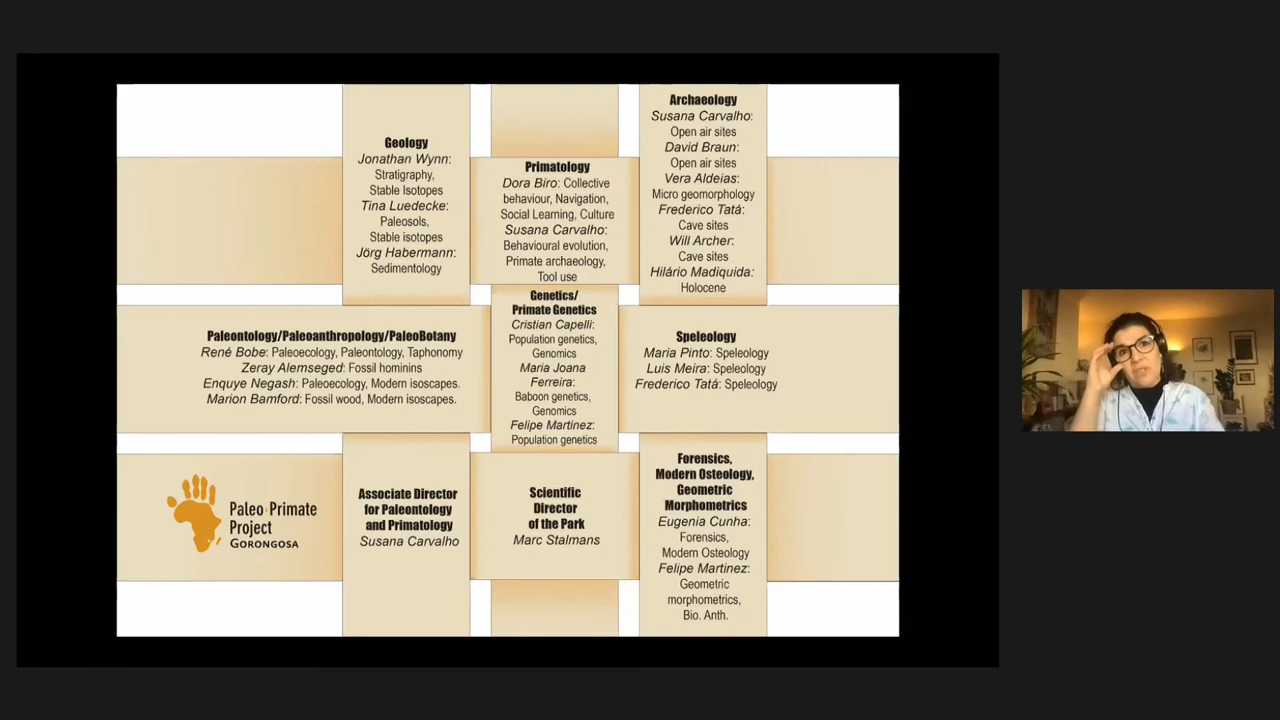 Geology
Jonathan Wynn:
Stratigraphy,
Stable Isotopes
Tina Luedecke:
Paleosols,
Stable isotopes
Jörg Habermann:
Sedimentology
Primatology
Dora Biro: Collective
behaviour, Navigation,
Social Learning, Culture
Susana Carvalho:
Behavioural evolution,
Primate archaeology,
Tool use
Archaeology
Susana Carvalho:
Open air sites
David Braun:
Open air sites
Vera Aldeias:
Micro geomorphology
Frederico Tatá:
Cave sites
Will Archer:
Cave sites
Hilário Madiquida:
Holocene
Paleontology/Paleoanthropology/PaleoBotany
René Bobe: Paleoecology, Paleontology, Taphonomy
Zeray Alemseged: Fossil hominins
Enquye Negash: Paleoecology, Modern isoscapes.
Marion Bamford: Fossil wood, Modern isoscapes.
Genetics/
Primate Genetics
Cristian Capelli:
Population genetics,
Genomics
Maria Joana
Ferreira:
Baboon genetics,
Genomics
Felipe Martinez:
Population genetics
Speleology
Maria Pinto: Speleology
Luis Meira: Speleology
Frederico Tatá: Speleology
Paleo Primate
Project
GORONGOSA
Associate Director
for Paleontology
and Primatology
Susana Carvalho
Scientific
Director
of the Park
Marc Stalmans
Forensics,
Modern Osteology,
Geometric
Morphometrics
Eugenia Cunha:
Forensics,
Modern Osteology
Felipe Martinez:
Geometric
morphometrics,
Bio. Anth.